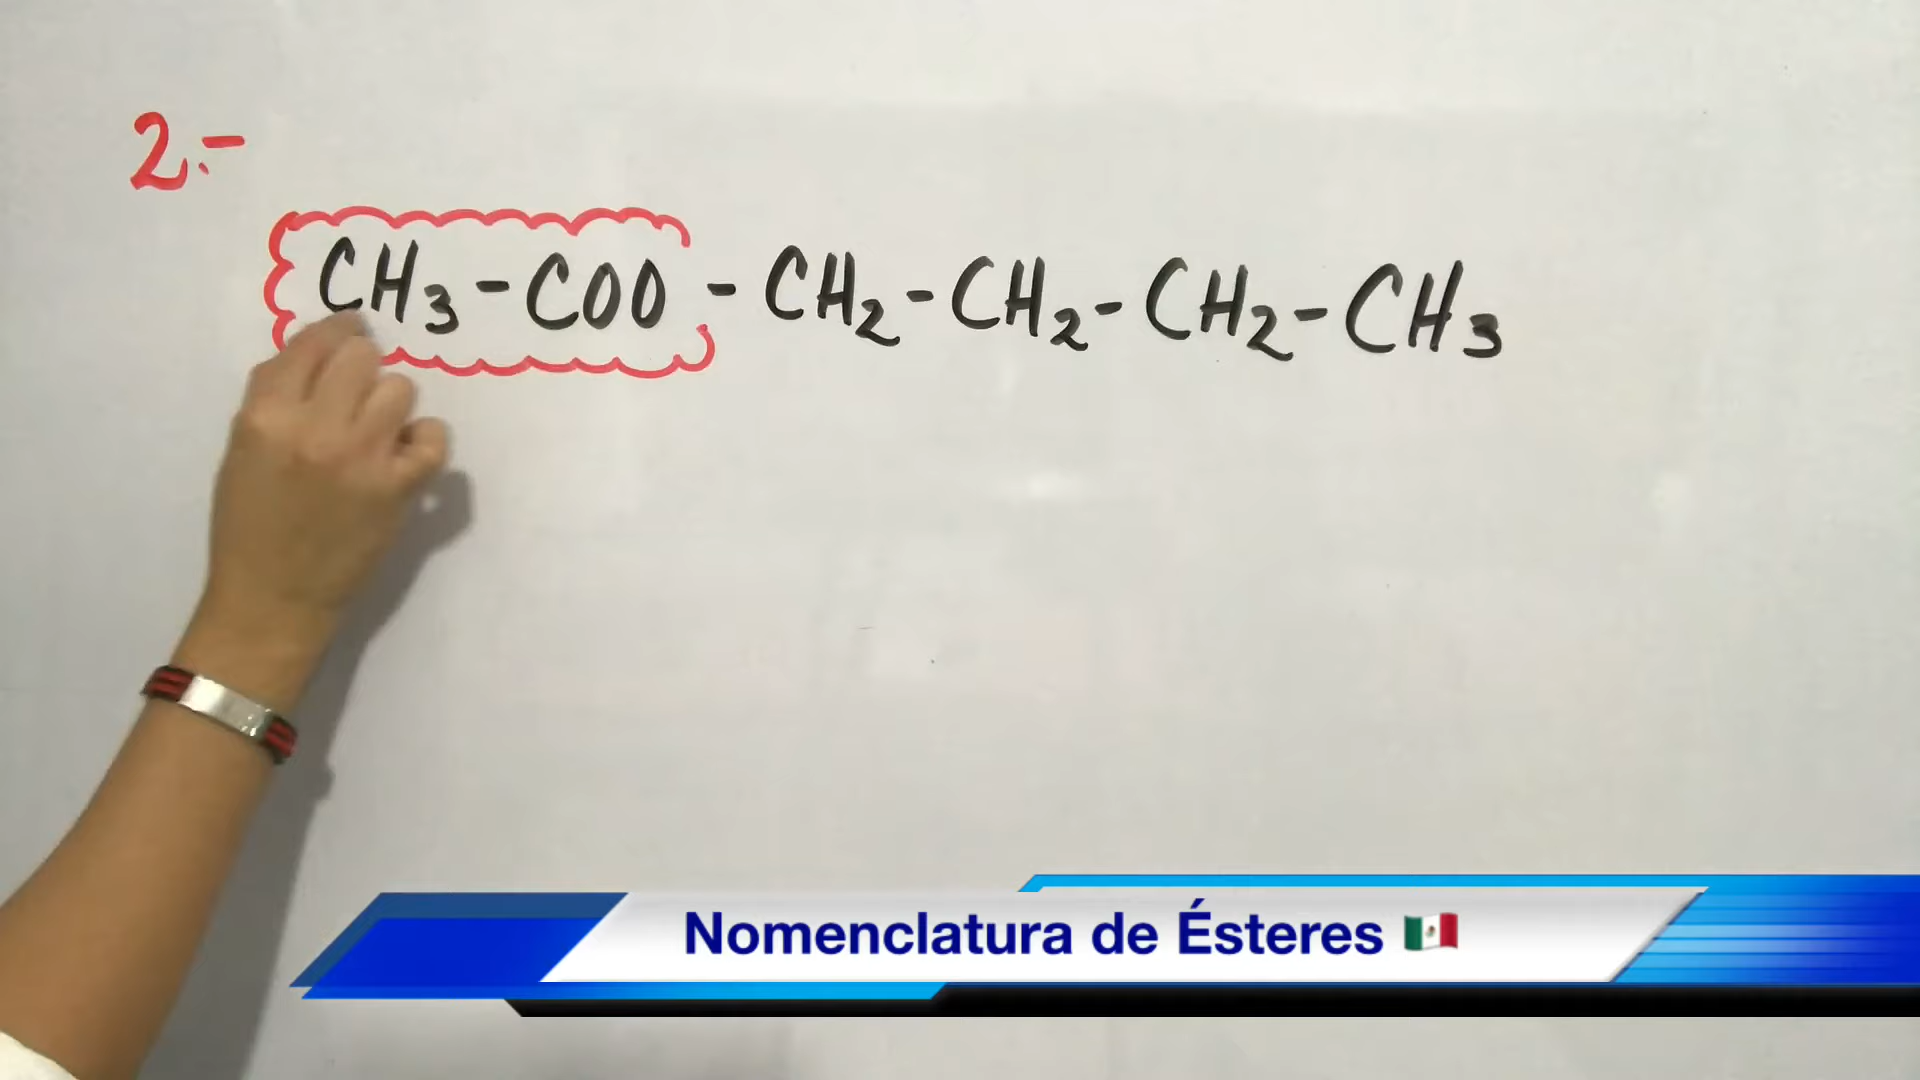 2.-
CH3-COO-CH2-CH2-CH2-CH3
Nomenclatura de Ésteres 🇲🇽